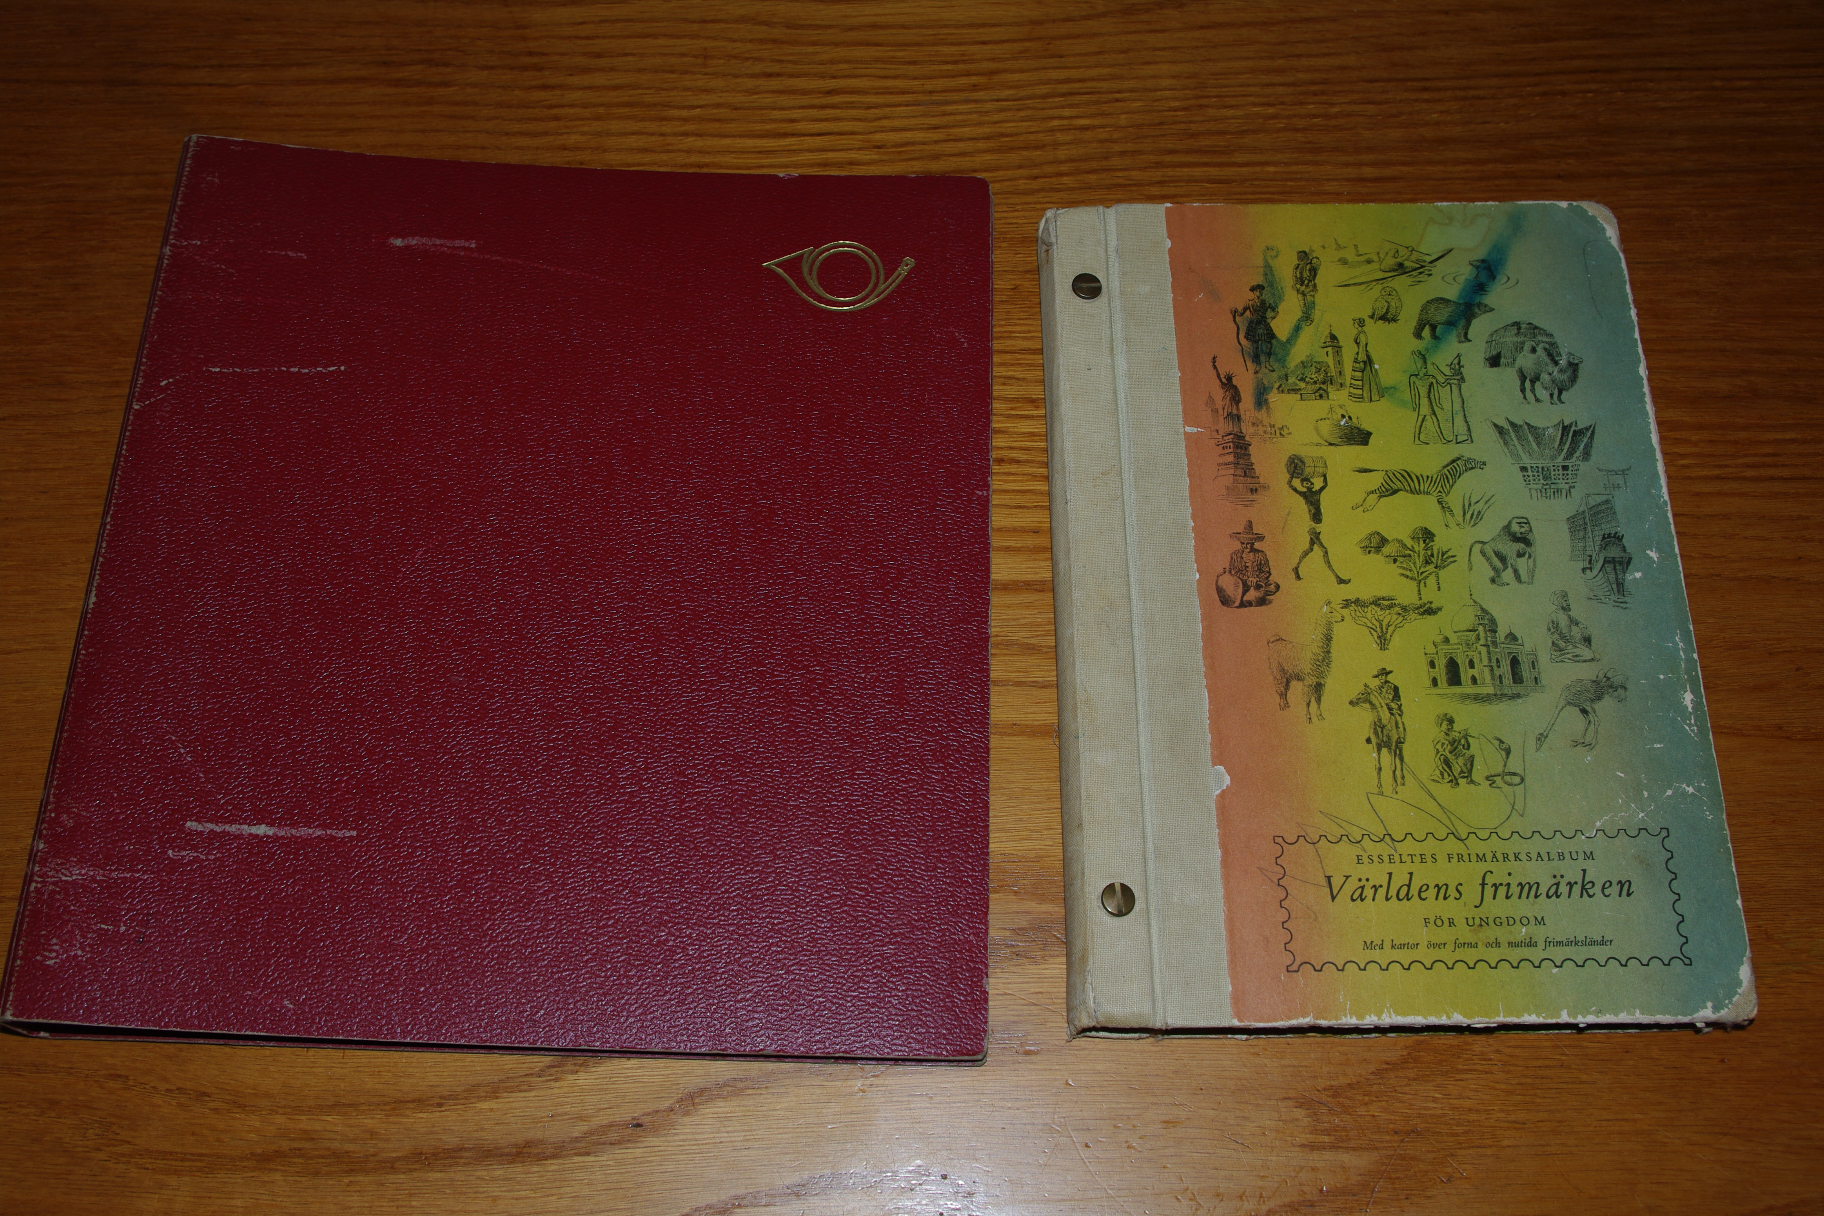 ESSELTES FRIMÄRKSALBUM
Världens frimärken
FÖR UNGDOM
Med kartor över forna och nutida frimärksländer